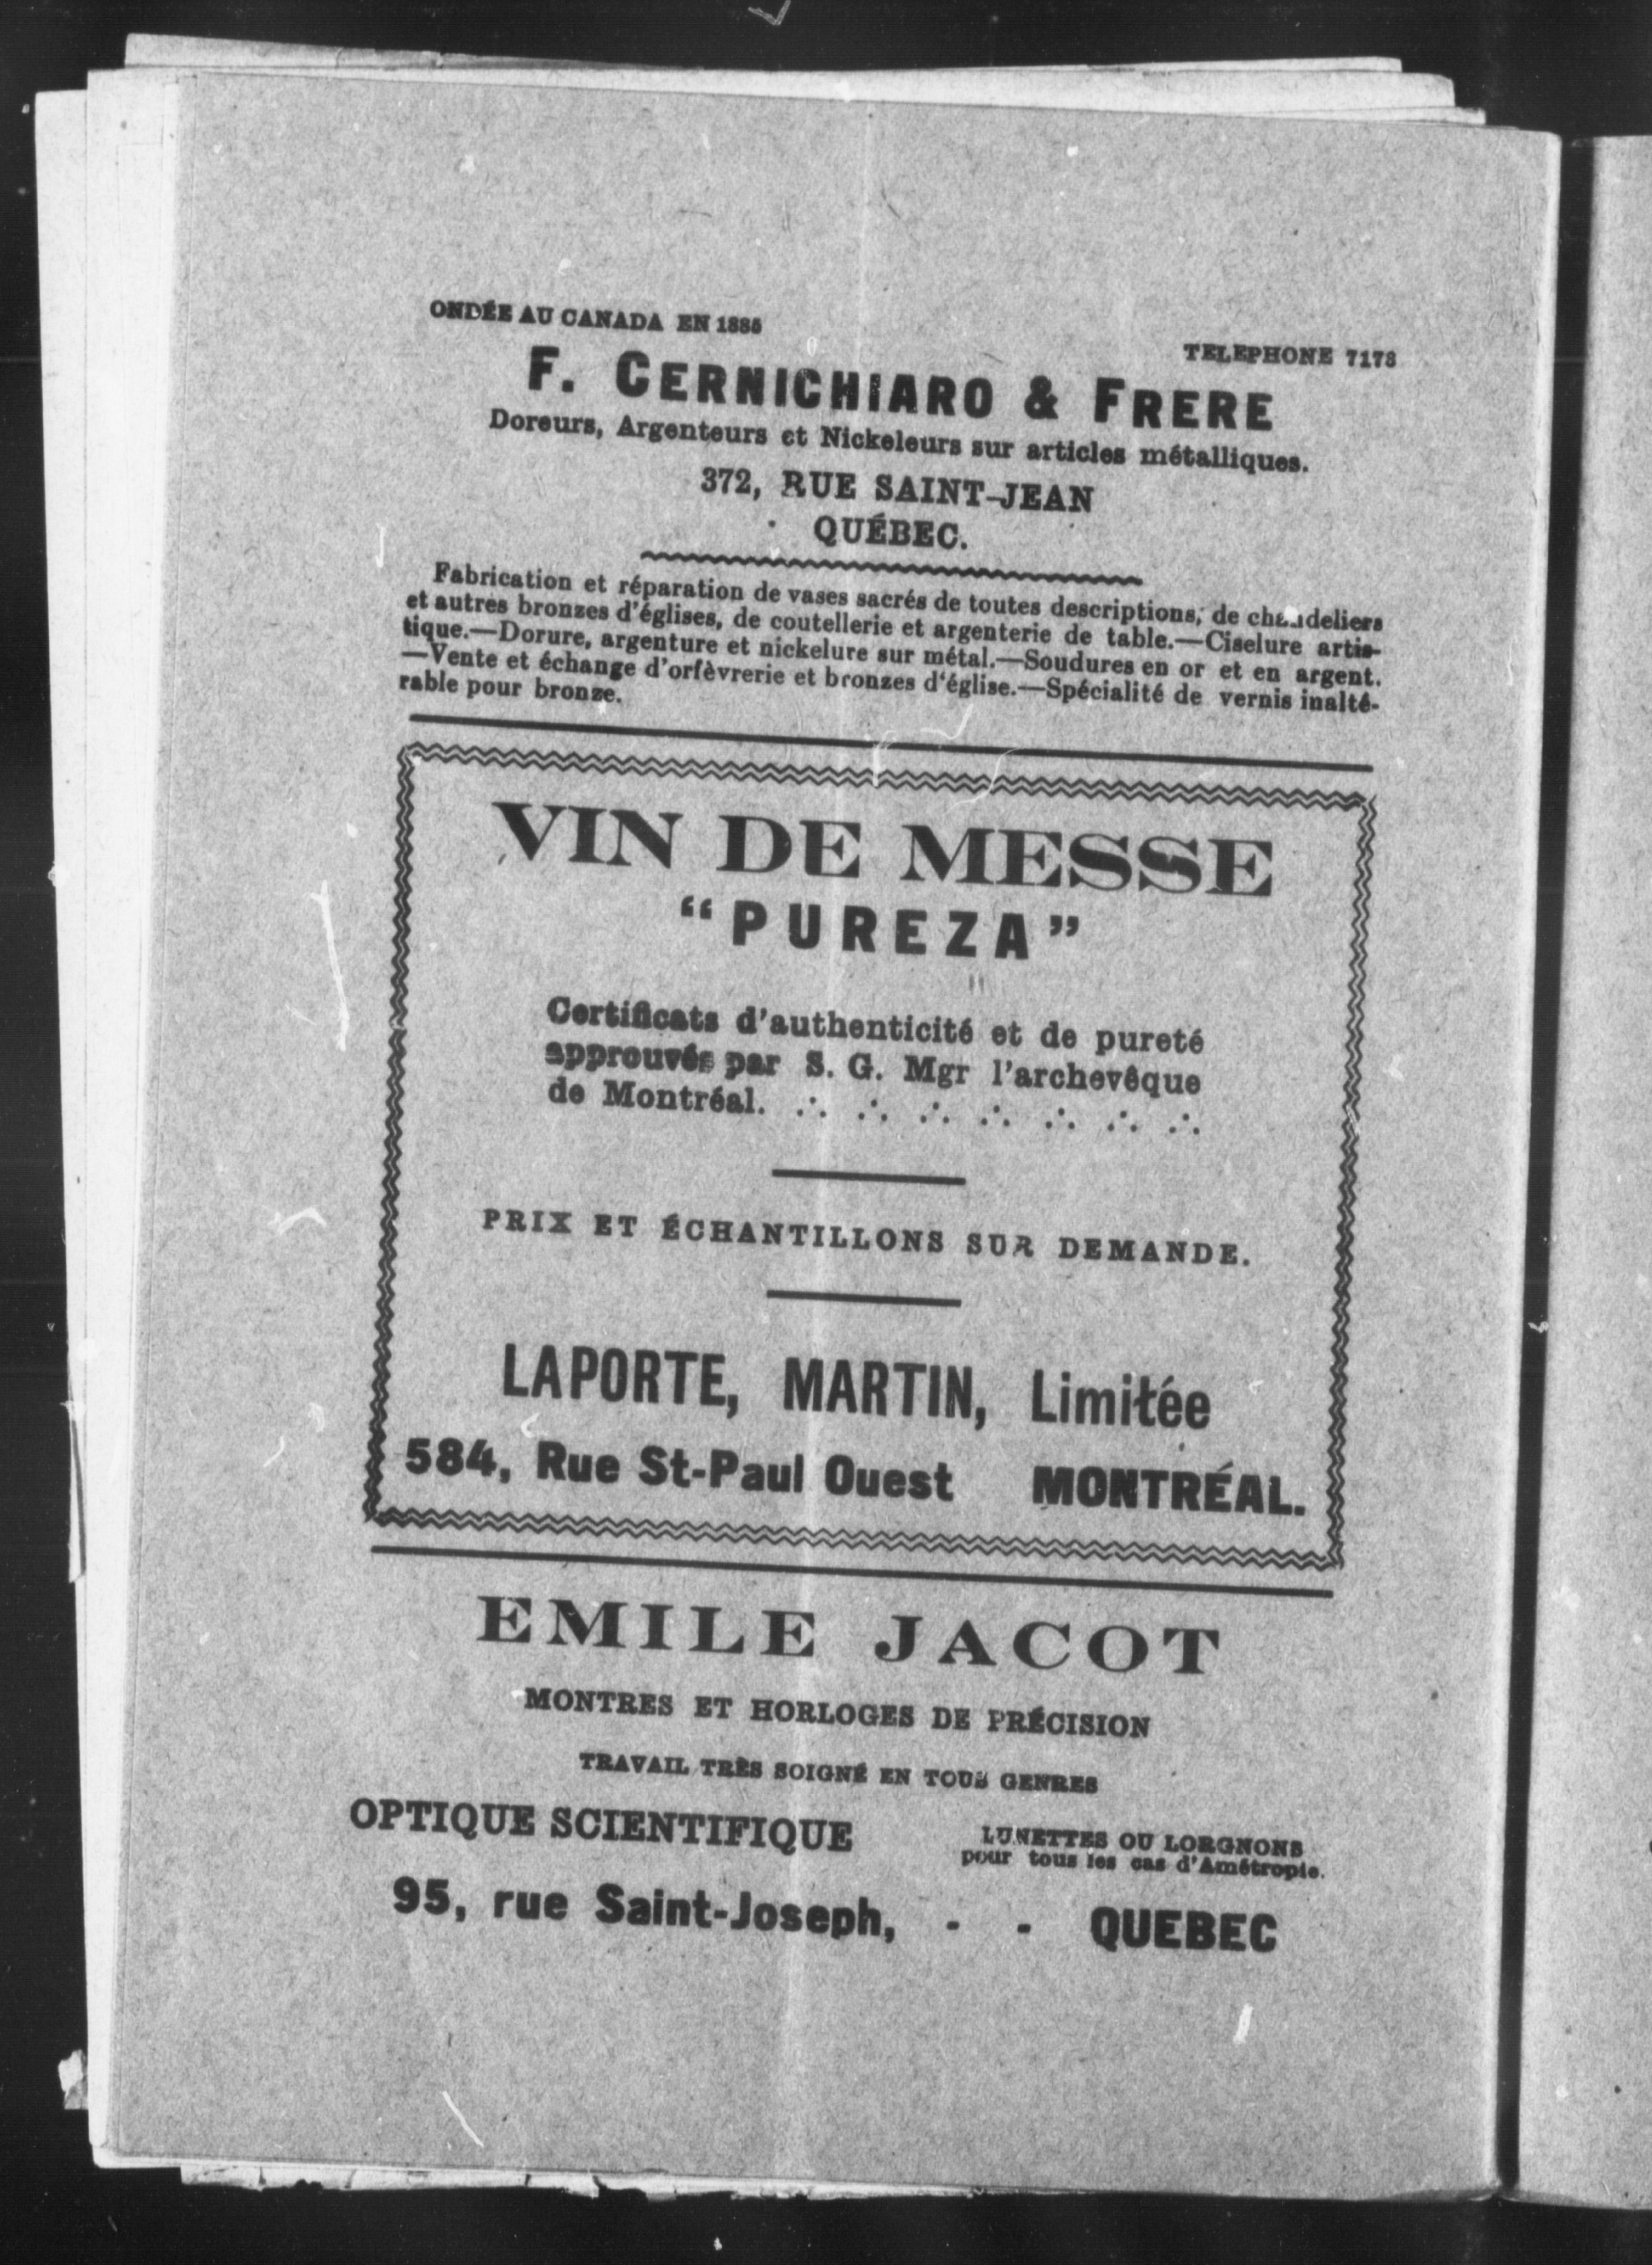 ONDÉE AU CANADA EN 1885
TELEPHONE 7178
F. CERNICHIARO & FRERE
Doreurs, Argenteurs et Nickeleurs sur articles métalliques.
372, RUE SAINT-JEAN
QUÉBEC.
Fabrication et réparation de vases sacrés de toutes descriptions, de chandeliers
et autres bronzes d'églises, de coutellerie et argenterie de table.—Ciselure artis-
tique.—Dorure, argenture et nickelure sur métal.—Soudures en or et en argent.
—Vente et échange d'orfèvrerie et bronzes d'église.—Spécialité de vernis inalté-
rable pour bronze.
VIN DE MESSE
"PUREZA"
Certificats d'authenticité et de pureté
approuvés par S. G. Mgr l'archevêque
de Montréal. ∴ ∴ ∴ ∴ ∴ ∴ ∴
PRIX ET ÉCHANTILLONS SUR DEMANDE.
LAPORTE, MARTIN, Limitée
584, Rue St-Paul Ouest MONTRÉAL.
EMILE JACOT
MONTRES ET HORLOGES DE PRÉCISION
TRAVAIL TRÈS SOIGNÉ EN TOUS GENRES
OPTIQUE SCIENTIFIQUE
LUNETTES OU LORGNONS
pour tous les cas d'Amétropie.
95, rue Saint-Joseph, - - QUEBEC